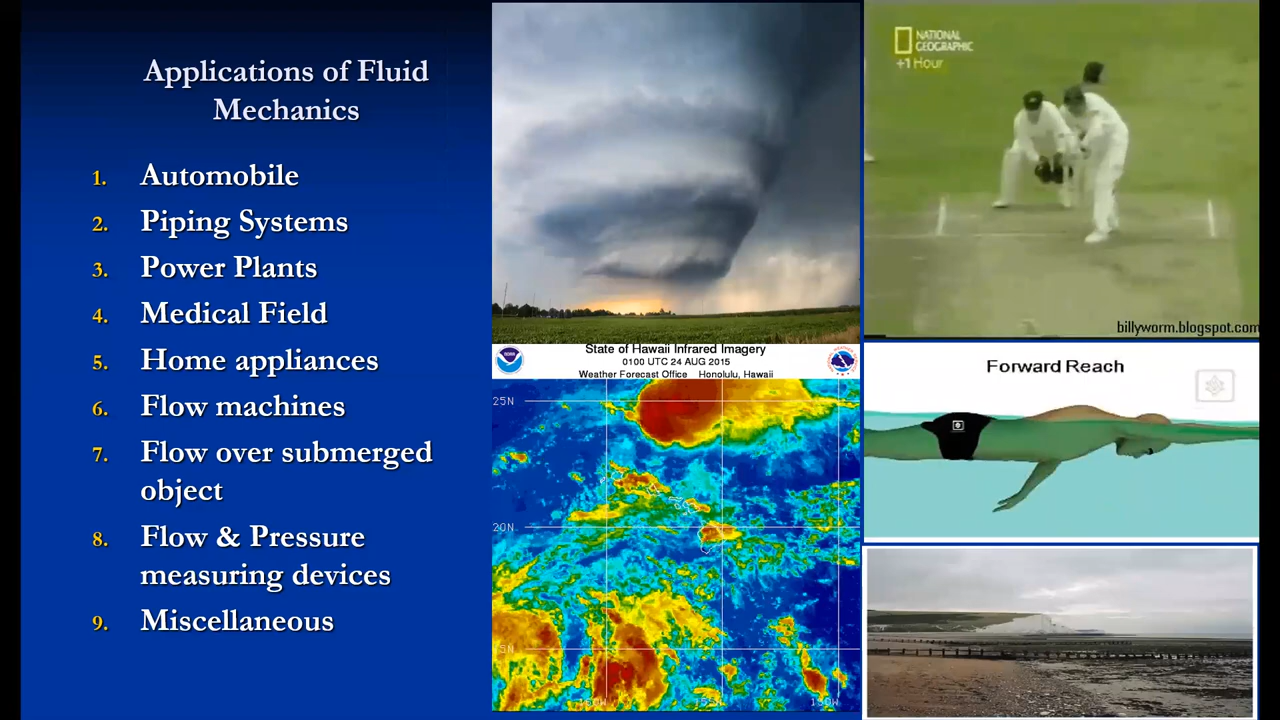 Applications of Fluid
Mechanics
1. Automobile
2. Piping Systems
3. Power Plants
4. Medical Field
5. Home appliances
6. Flow machines
7. Flow over submerged
object
8. Flow & Pressure
measuring devices
9. Miscellaneous
State of Hawaii Infrared Imagery
0100 UTC 24 AUG 2015
Weather Forecast Office Honolulu, Hawaii
25N
20N
NATIONAL
GEOGRAPHIC
+1 Hour
billyworm.blogspot.com
Forward Reach